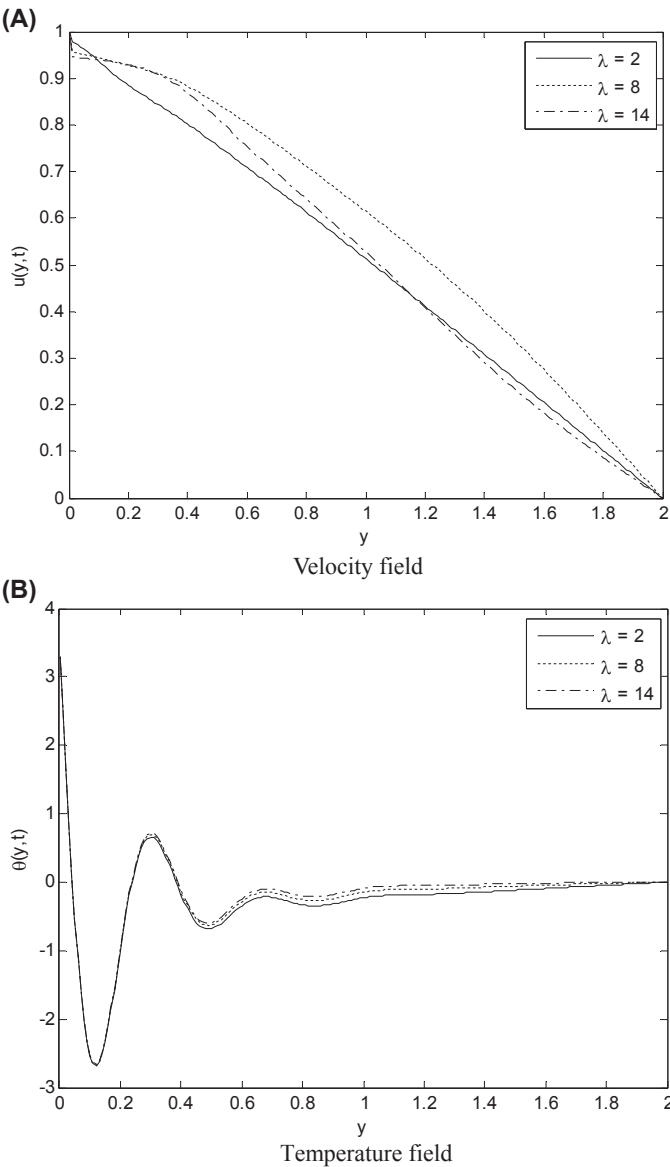 (A)
1
0.9
0.8
0.7
0.6
0.5
0.4
0.3
0.2
0.1
0
u(y,t)
λ = 2
λ = 8
λ = 14
0 0.2 0.4 0.6 0.8 1 1.2 1.4 1.6 1.8 2
y
Velocity field
(B)
4
3
2
1
0
-1
-2
-3
θ(y,t)
λ = 2
λ = 8
λ = 14
0 0.2 0.4 0.6 0.8 1 1.2 1.4 1.6 1.8 2
y
Temperature field